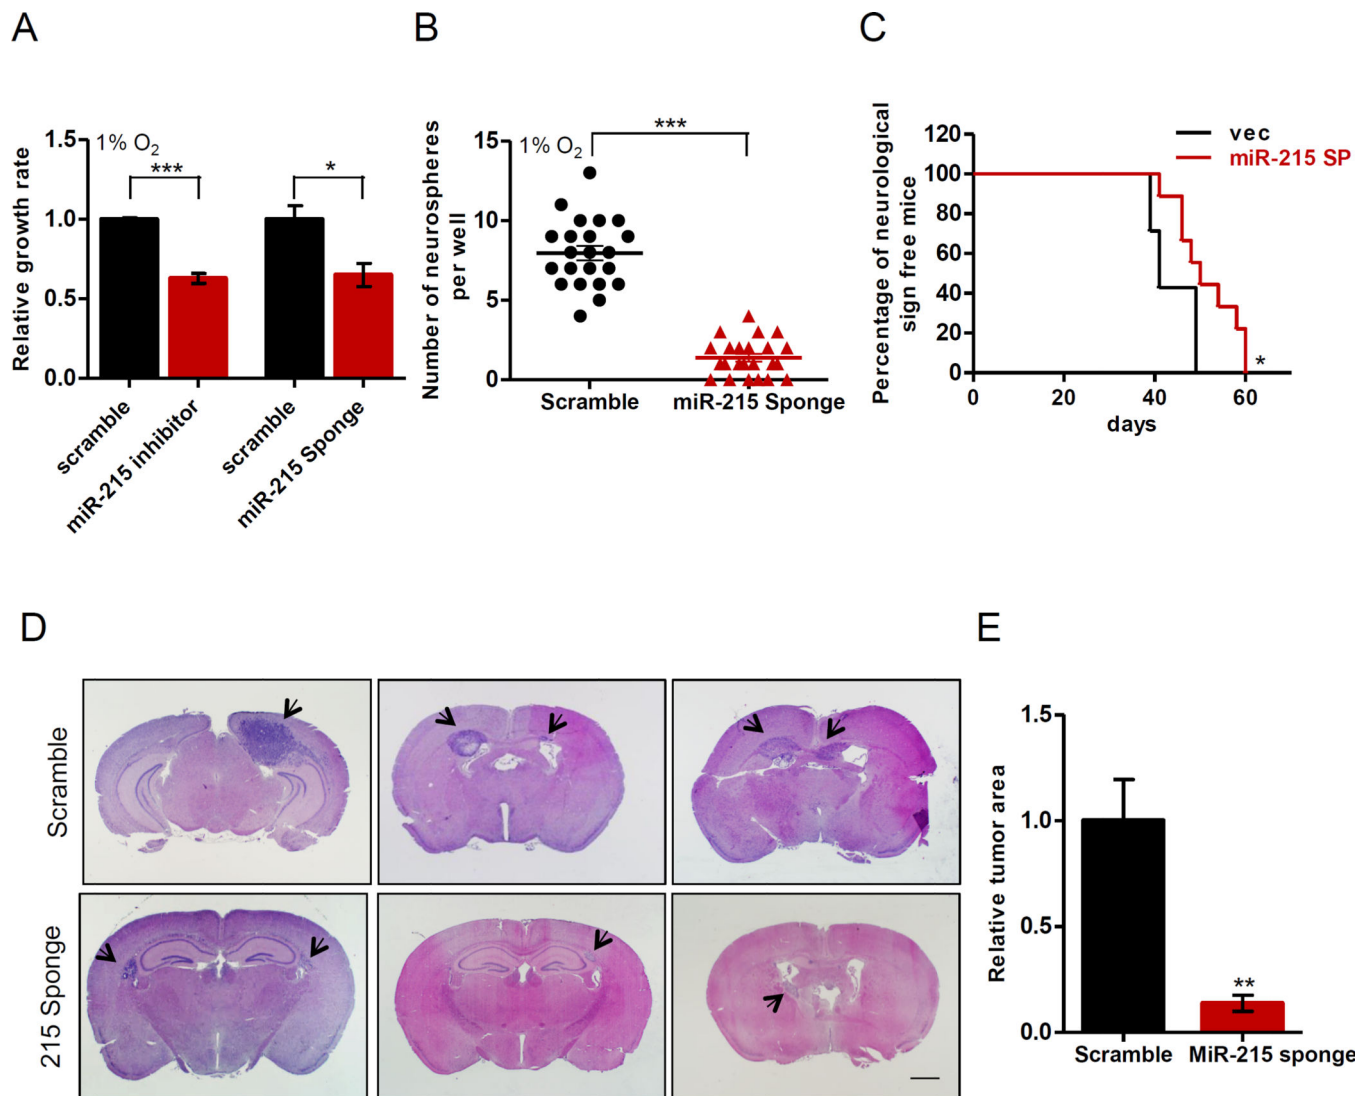 A
1% O2
Relative growth rate
1.5
1.0
0.5
0.0
***
*
scramble
miR-215 inhibitor
scramble
miR-215 Sponge
B
1% O2
***
Number of neurospheres
per well
15
10
5
0
Scramble
miR-215 Sponge
C
vec
miR-215 SP
Percentage of neurological
sign free mice
120
100
80
60
40
20
0
*
0 20 40 60
days
D
Scramble
215 Sponge
E
Relative tumor area
1.5
1.0
0.5
0.0
**
Scramble
MiR-215 sponge